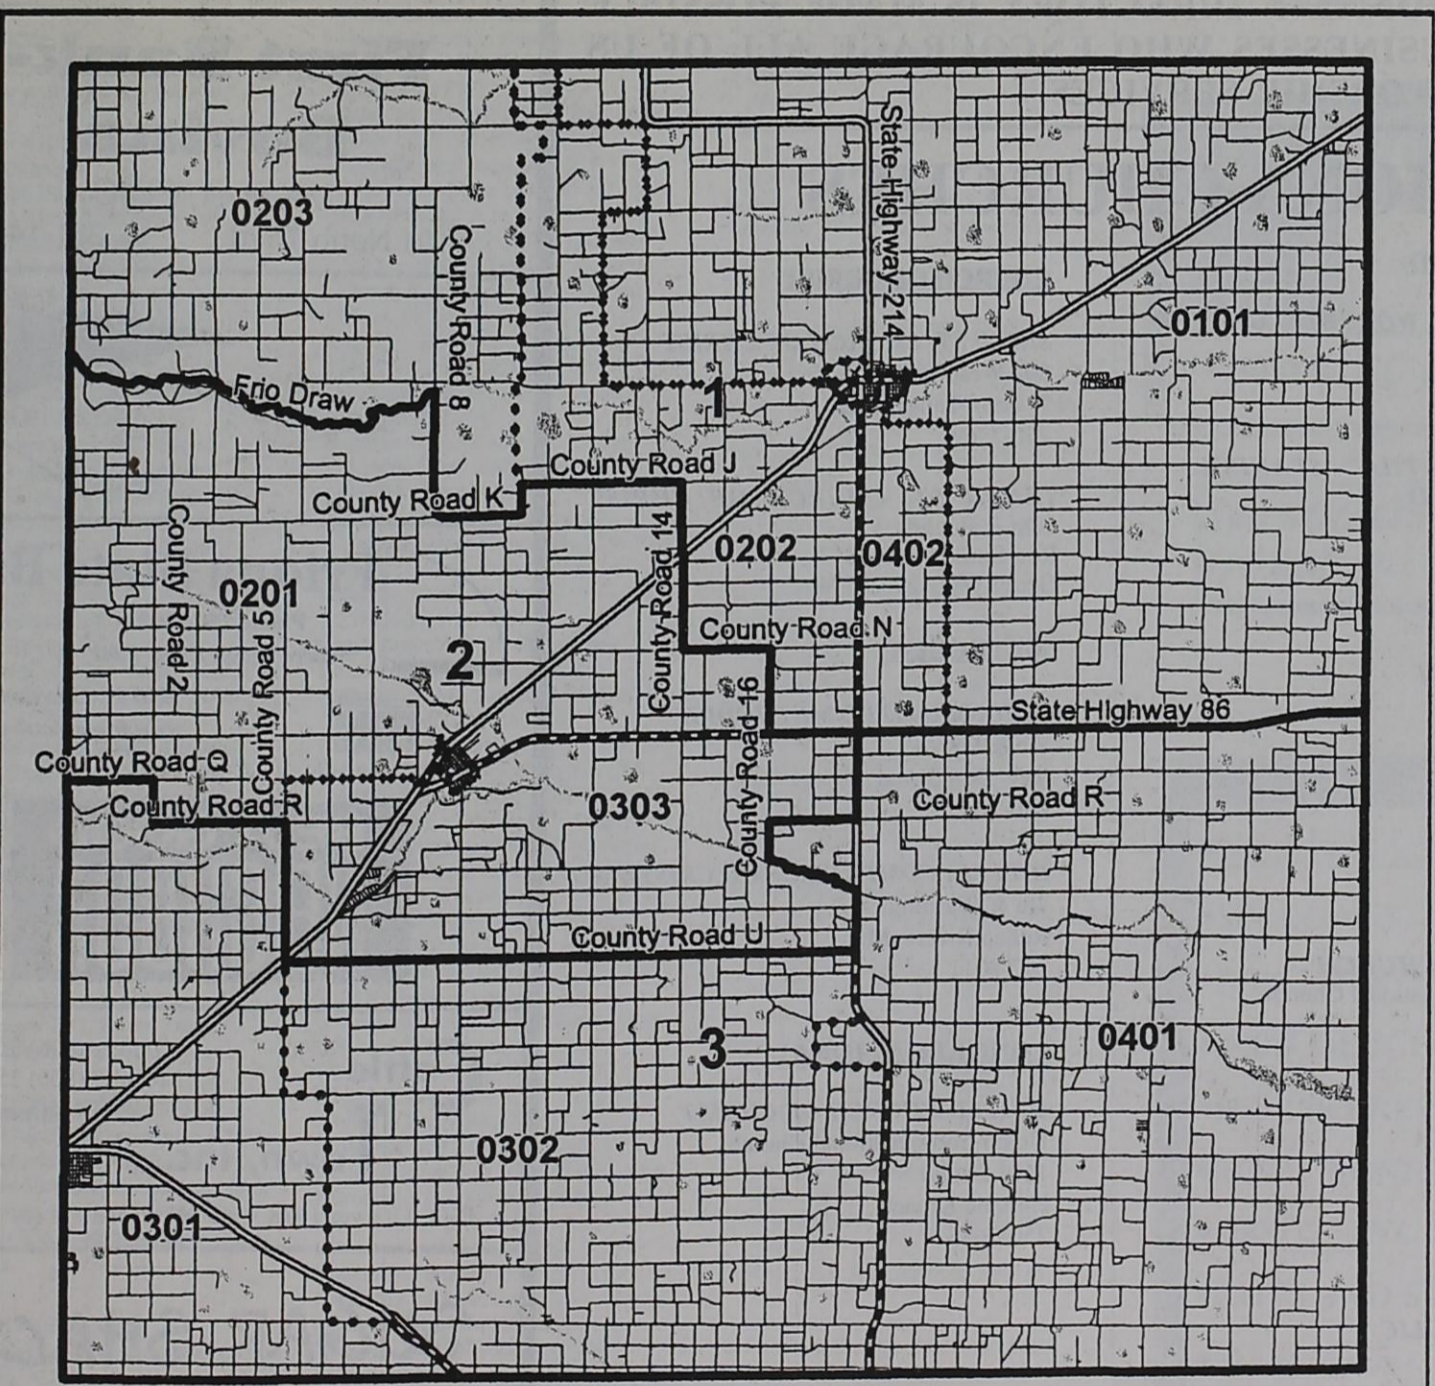 State Highway 214
0203
County Road 8
0101
Frio Draw
1
County Road J
County Road K
County Road 2
0201
County Road 5
County Road 14
0202
0402
County Road N
2
County Road 16
State HIghway 86
County Road Q
County Road R
0303
County Road R
County Road U
3
0401
0302
0301